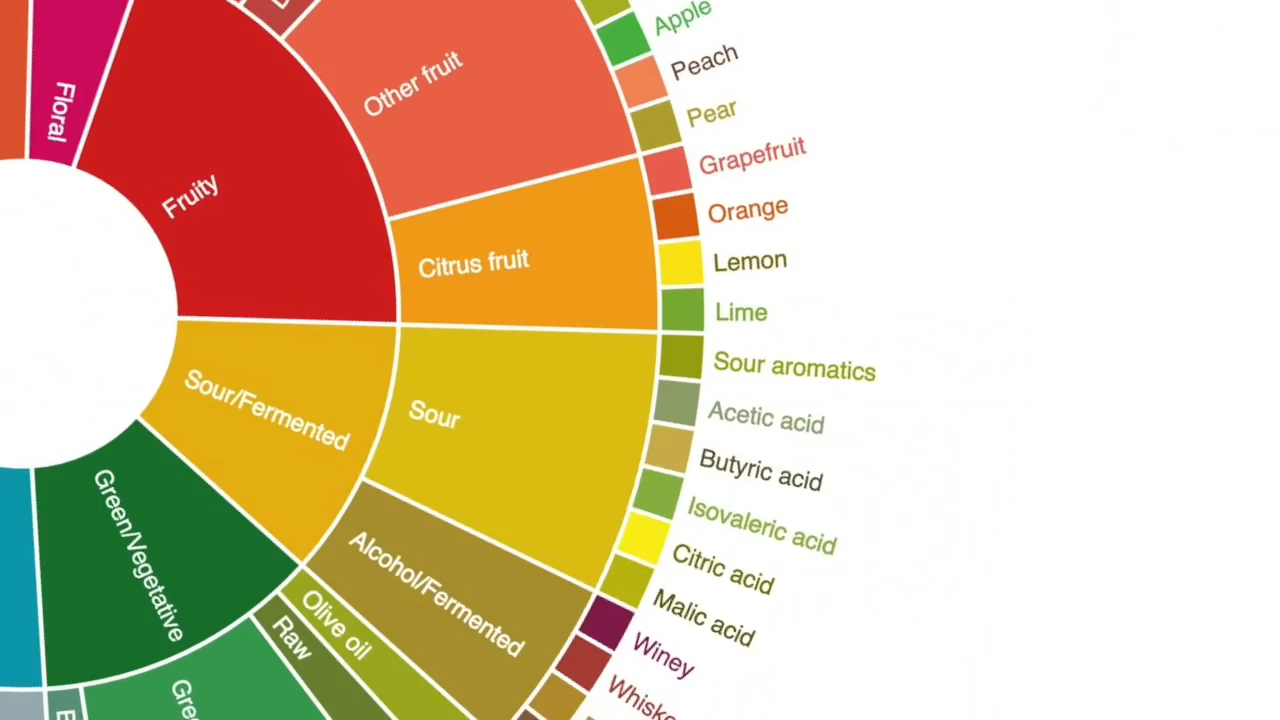 Floral
Fruity
Other fruit
Apple
Peach
Pear
Grapefruit
Citrus fruit
Orange
Lemon
Lime
Sour/Fermented
Sour
Sour aromatics
Acetic acid
Butyric acid
Isovaleric acid
Citric acid
Malic acid
Alcohol/Fermented
Winey
Green/Vegetative
Olive oil
Raw